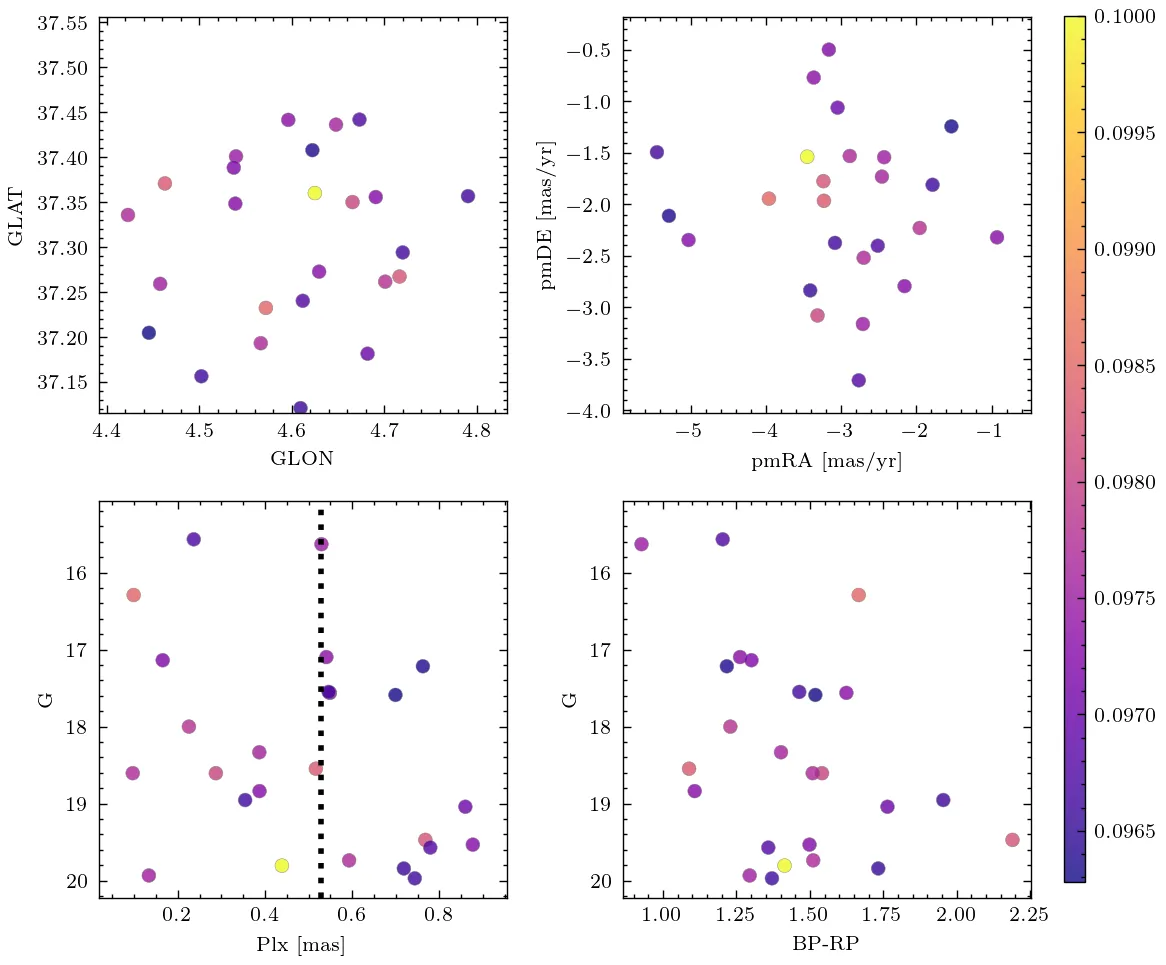 37.55
37.50
37.45
37.40
37.35
37.30
37.25
37.20
37.15
GLAT
4.4 4.5 4.6 4.7 4.8
GLON
−0.5
−1.0
−1.5
−2.0
−2.5
−3.0
−3.5
−4.0
pmDE [mas/yr]
−5 −4 −3 −2 −1
pmRA [mas/yr]
16
17
18
19
20
G
0.2 0.4 0.6 0.8
Plx [mas]
16
17
18
19
20
G
1.00 1.25 1.50 1.75 2.00 2.25
BP-RP
0.1000
0.0995
0.0990
0.0985
0.0980
0.0975
0.0970
0.0965